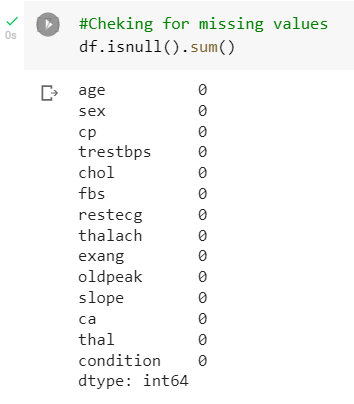 #Cheking for missing values
df.isnull().sum()
0s
age 0
sex 0
cp 0
trestbps 0
chol 0
fbs 0
restecg 0
thalach 0
exang 0
oldpeak 0
slope 0
ca 0
thal 0
condition 0
dtype: int64